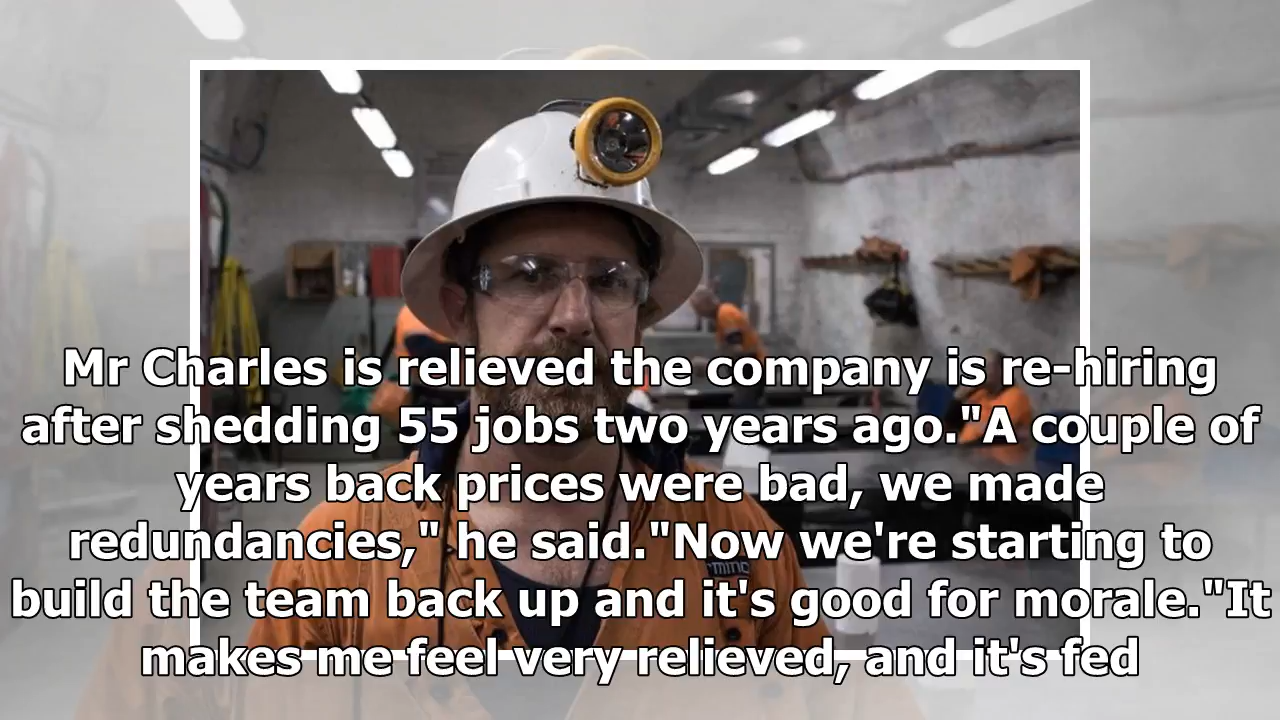 Mr Charles is relieved the company is re-hiring
after shedding 55 jobs two years ago."A couple of
years back prices were bad, we made
redundancies," he said."Now we're starting to
build the team back up and it's good for morale."It
makes me feel very relieved, and it's fed